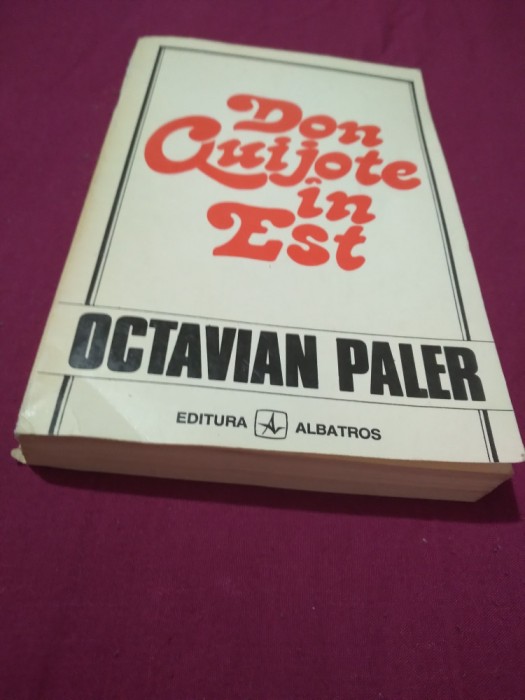 Don
Quijote
în
Est
OCTAVIAN PALER
EDITURA ALBATROS